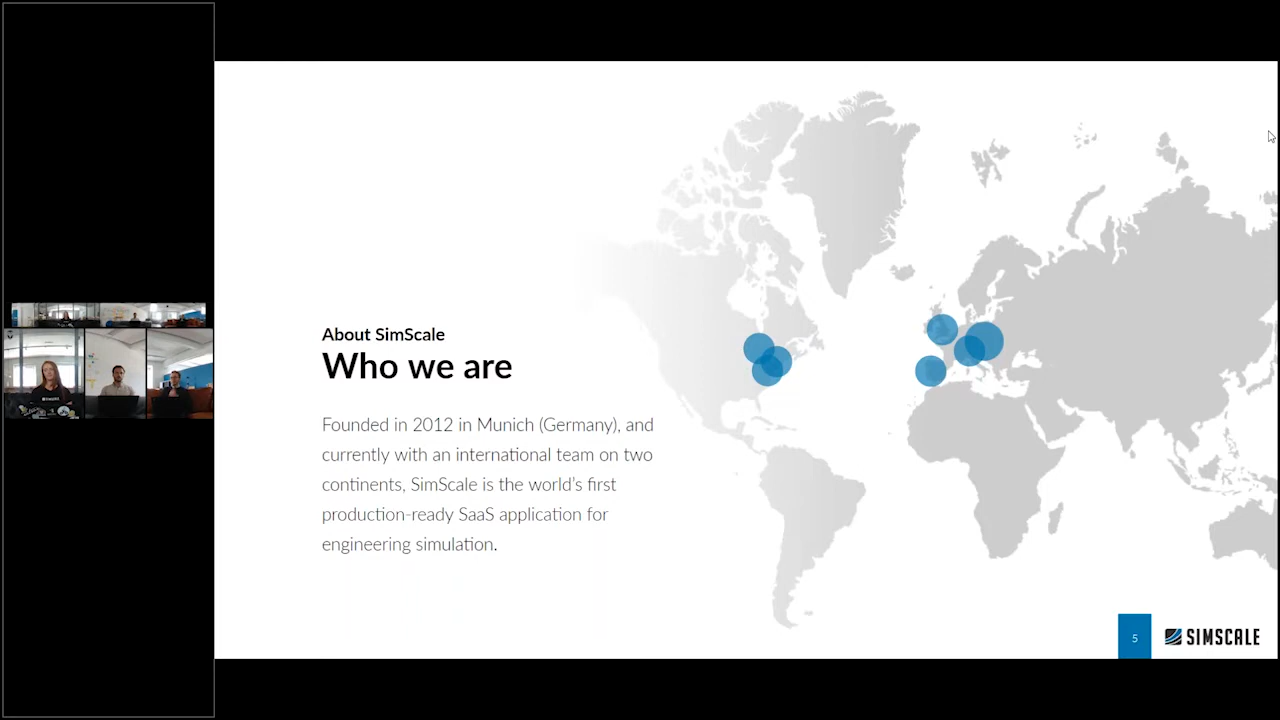 About SimScale
Who we are
Founded in 2012 in Munich (Germany), and
currently with an international team on two
continents, SimScale is the world's first
production-ready SaaS application for
engineering simulation.
5
SIMSCALE